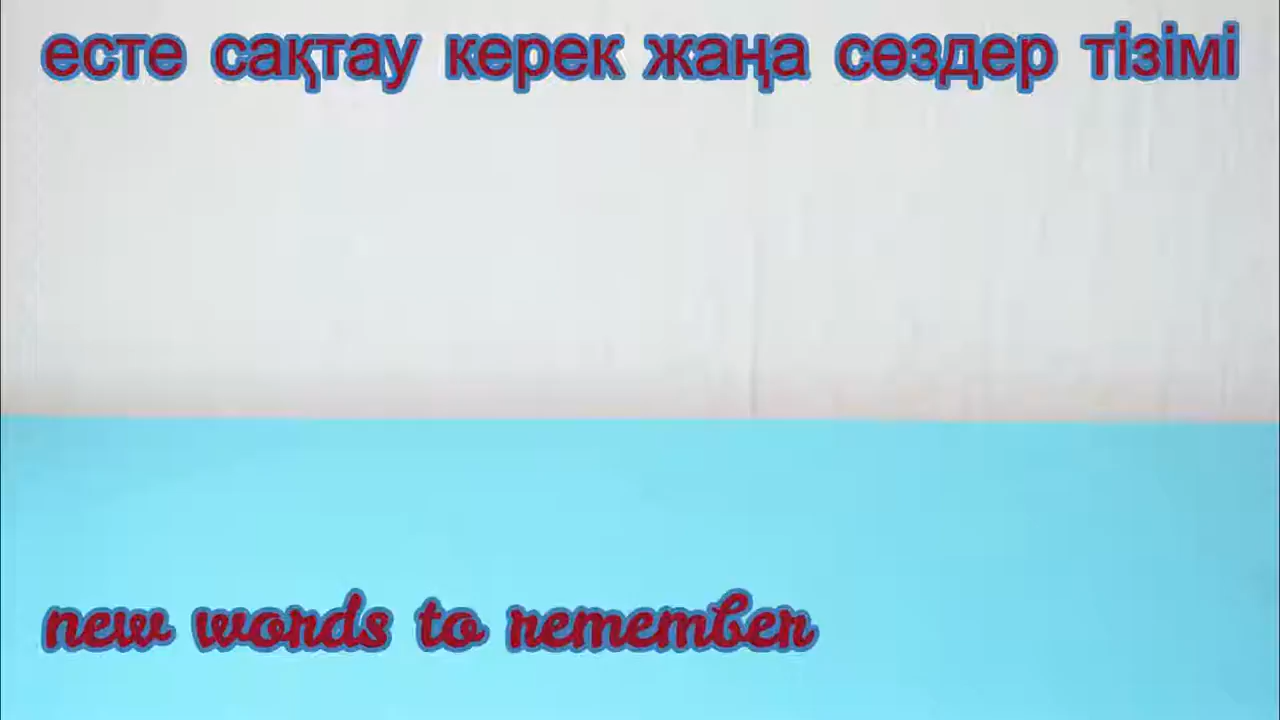 есте сақтау керек жаңа сөздер тізімі
new words to remember